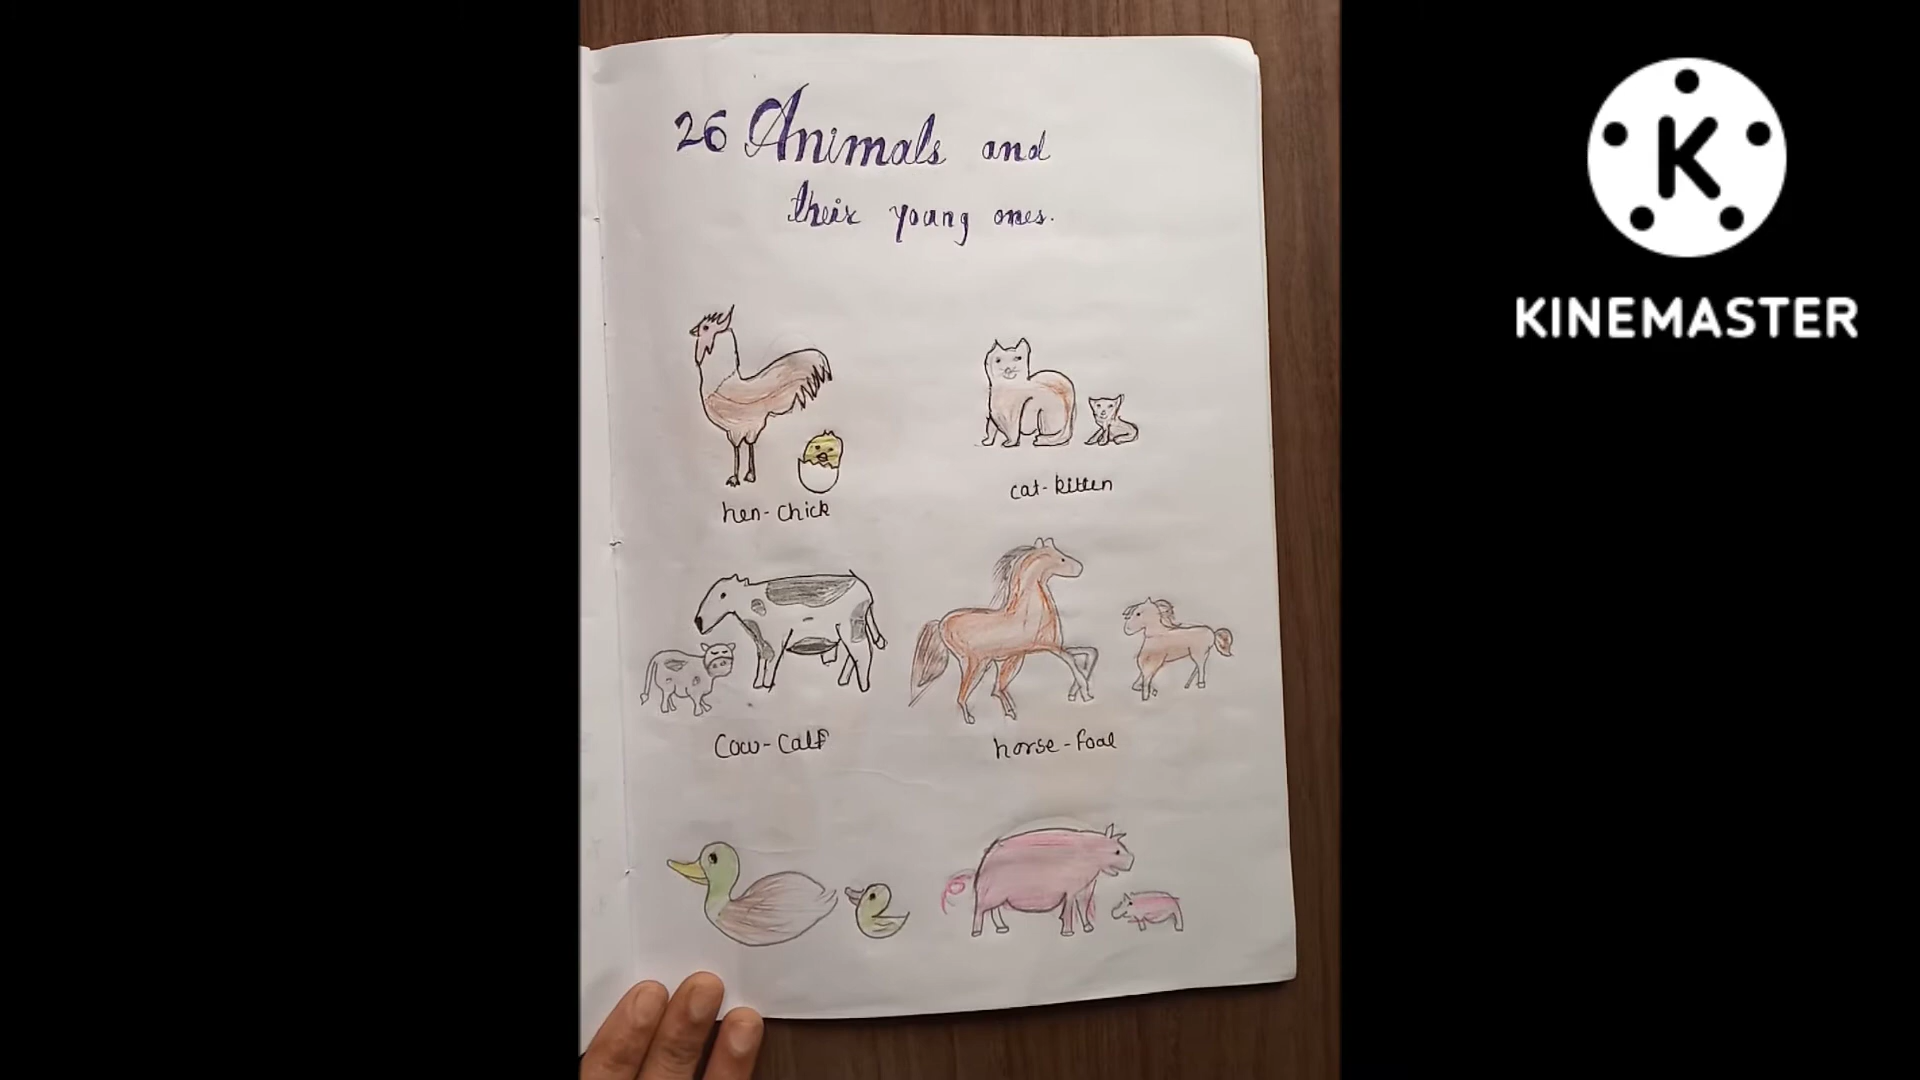 26 Animals and
their young ones.
hen-chick
cat-kitten
Cow-Calf
horse-foal
K
KINEMASTER